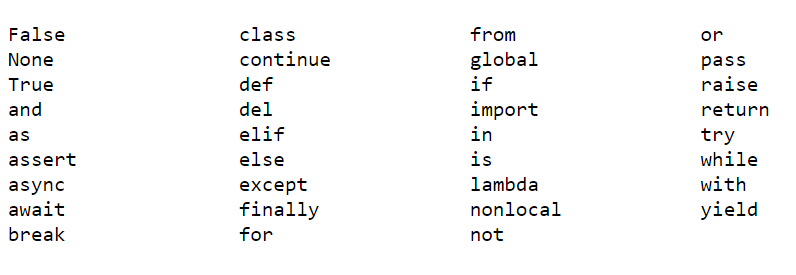 False class from or
None continue global pass
True def if raise
and del import return
as elif in try
assert else is while
async except lambda with
await finally nonlocal yield
break for not